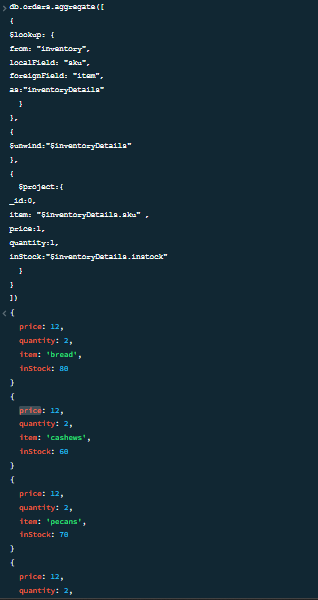 db.orders.aggregate([
{
$lookup: {
from: "inventory",
localField: "sku",
foreignField: "item",
as:"inventoryDetails"
}
},
{
$unwind:"$inventoryDetails"
},
{
$project:{
_id:0,
item: "$inventoryDetails.sku" ,
price:1,
quantity:1,
inStock:"$inventoryDetails.instock"
}
}
])
{
price: 12,
quantity: 2,
item: 'bread',
inStock: 80
}
{
price: 12,
quantity: 2,
item: 'cashews',
inStock: 60
}
{
price: 12,
quantity: 2,
item: 'pecans',
inStock: 70
}
{
price: 12,
quantity: 2,